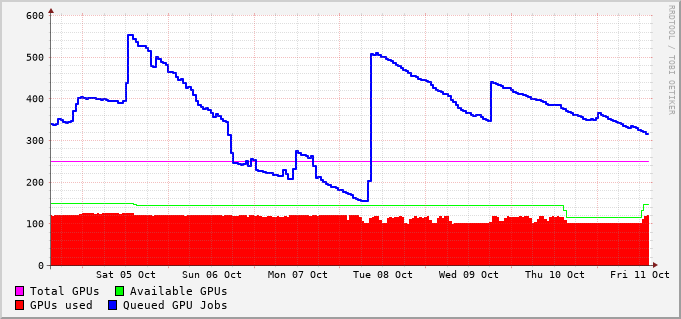 600
500
400
300
200
100
0
Sat 05 Oct Sun 06 Oct Mon 07 Oct Tue 08 Oct Wed 09 Oct Thu 10 Oct Fri 11 Oct
Total GPUs Available GPUs
GPUs used Queued GPU Jobs
RRDTOOL / TOBI OETIKER